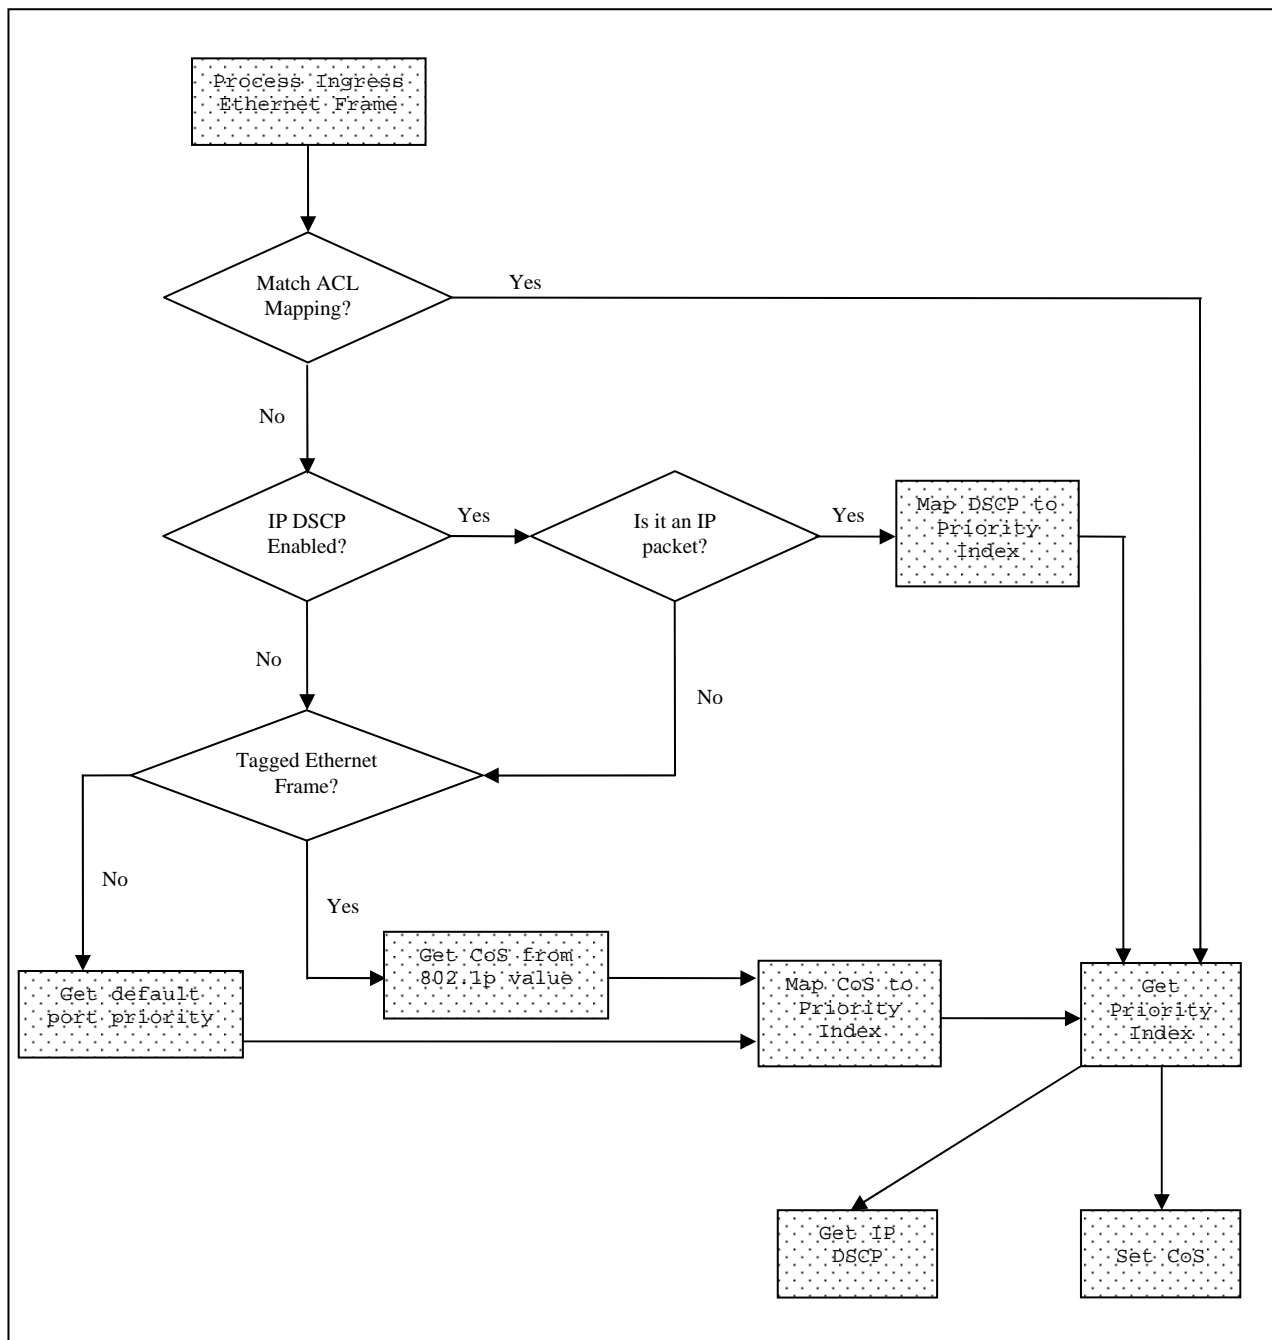 Process Ingress
Ethernet Frame
Match ACL
Mapping?
Yes
No
IP DSCP
Enabled?
Yes
Is it an IP
packet?
Yes
Map DSCP to
Priority
Index
No
No
Tagged Ethernet
Frame?
No
Yes
Get CoS from
802.1p value
Get default
port priority
Map CoS to
Priority
Index
Get
Priority
Index
Get IP
DSCP
Set CoS